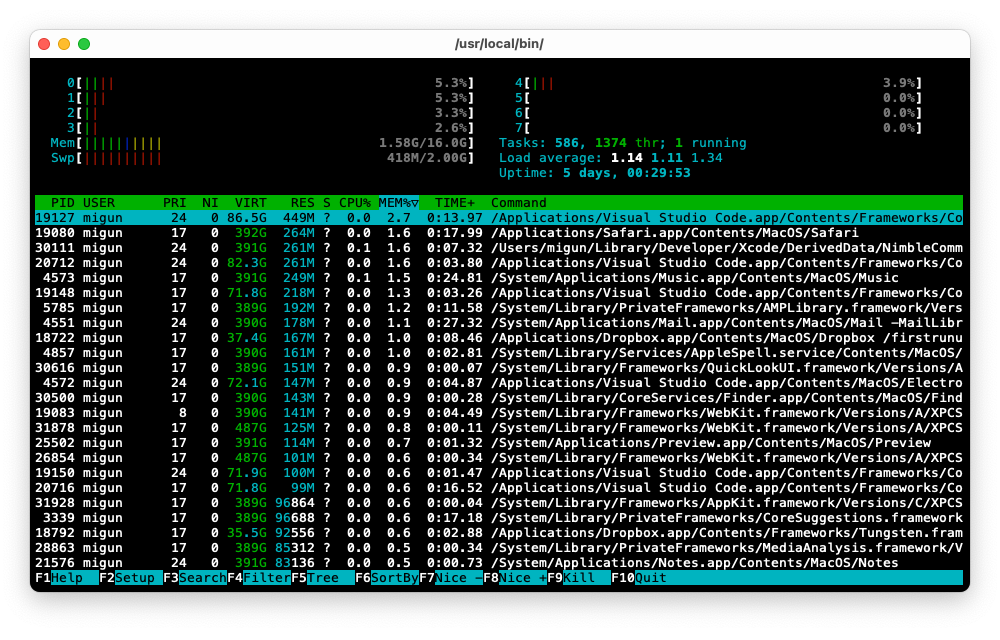 /usr/local/bin/
0[|||| 5.3%] 4[||| 3.9%]
1[||| 5.3%] 5[ 0.0%]
2[|| 3.3%] 6[ 0.0%]
3[|| 2.6%] 7[ 0.0%]
Mem[|||||||||| 1.58G/16.0G] Tasks: 586, 1374 thr; 1 running
Swp[|||||||||| 418M/2.00G] Load average: 1.14 1.11 1.34
Uptime: 5 days, 00:29:53
PID USER PRI NI VIRT RES S CPU% MEM%▽ TIME+ Command
19127 migun 24 0 86.5G 449M ? 0.0 2.7 0:13.97 /Applications/Visual Studio Code.app/Contents/Frameworks/Co
19080 migun 17 0 392G 264M ? 0.0 1.6 0:17.99 /Applications/Safari.app/Contents/MacOS/Safari
30111 migun 24 0 391G 261M ? 0.1 1.6 0:07.32 /Users/migun/Library/Developer/Xcode/DerivedData/NimbleComm
20712 migun 24 0 82.3G 261M ? 0.0 1.6 0:03.80 /Applications/Visual Studio Code.app/Contents/Frameworks/Co
4573 migun 17 0 391G 249M ? 0.1 1.5 0:24.81 /System/Applications/Music.app/Contents/MacOS/Music
19148 migun 17 0 71.8G 218M ? 0.0 1.3 0:03.26 /Applications/Visual Studio Code.app/Contents/Frameworks/Co
5785 migun 17 0 389G 192M ? 0.0 1.2 0:11.58 /System/Library/PrivateFrameworks/AMPLibrary.framework/Vers
4551 migun 24 0 390G 178M ? 0.0 1.1 0:27.32 /System/Applications/Mail.app/Contents/MacOS/Mail -MailLibr
18722 migun 17 0 37.4G 167M ? 0.0 1.0 0:08.46 /Applications/Dropbox.app/Contents/MacOS/Dropbox /firstrunu
4857 migun 17 0 390G 161M ? 0.0 1.0 0:02.81 /System/Library/Services/AppleSpell.service/Contents/MacOS/
30616 migun 17 0 389G 151M ? 0.0 0.9 0:00.07 /System/Library/Frameworks/QuickLookUI.framework/Versions/A
4572 migun 24 0 72.1G 147M ? 0.0 0.9 0:04.87 /Applications/Visual Studio Code.app/Contents/MacOS/Electro
30500 migun 17 0 390G 143M ? 0.0 0.9 0:00.28 /System/Library/CoreServices/Finder.app/Contents/MacOS/Find
19083 migun 8 0 390G 141M ? 0.0 0.9 0:04.49 /System/Library/Frameworks/WebKit.framework/Versions/A/XPCS
31878 migun 17 0 487G 125M ? 0.0 0.8 0:00.11 /System/Library/Frameworks/WebKit.framework/Versions/A/XPCS
25502 migun 17 0 391G 114M ? 0.0 0.7 0:01.32 /System/Applications/Preview.app/Contents/MacOS/Preview
26854 migun 17 0 487G 101M ? 0.0 0.6 0:00.34 /System/Library/Frameworks/WebKit.framework/Versions/A/XPCS
19150 migun 24 0 71.9G 100M ? 0.0 0.6 0:01.47 /Applications/Visual Studio Code.app/Contents/Frameworks/Co
20716 migun 17 0 71.8G 99M ? 0.0 0.6 0:16.52 /Applications/Visual Studio Code.app/Contents/Frameworks/Co
31928 migun 17 0 389G 96864 ? 0.0 0.6 0:00.04 /System/Library/Frameworks/AppKit.framework/Versions/C/XPCS
3339 migun 17 0 389G 96688 ? 0.0 0.6 0:17.18 /System/Library/PrivateFrameworks/CoreSuggestions.framework
18792 migun 17 0 35.5G 92556 ? 0.0 0.6 0:02.88 /Applications/Dropbox.app/Contents/Frameworks/Tungsten.fram
28863 migun 17 0 389G 85312 ? 0.0 0.5 0:00.34 /System/Library/PrivateFrameworks/MediaAnalysis.framework/V
21576 migun 24 0 391G 83136 ? 0.0 0.5 0:00.73 /System/Applications/Notes.app/Contents/MacOS/Notes
F1Help F2Setup F3SearchF4FilterF5Tree F6SortByF7Nice -F8Nice +F9Kill F10Quit